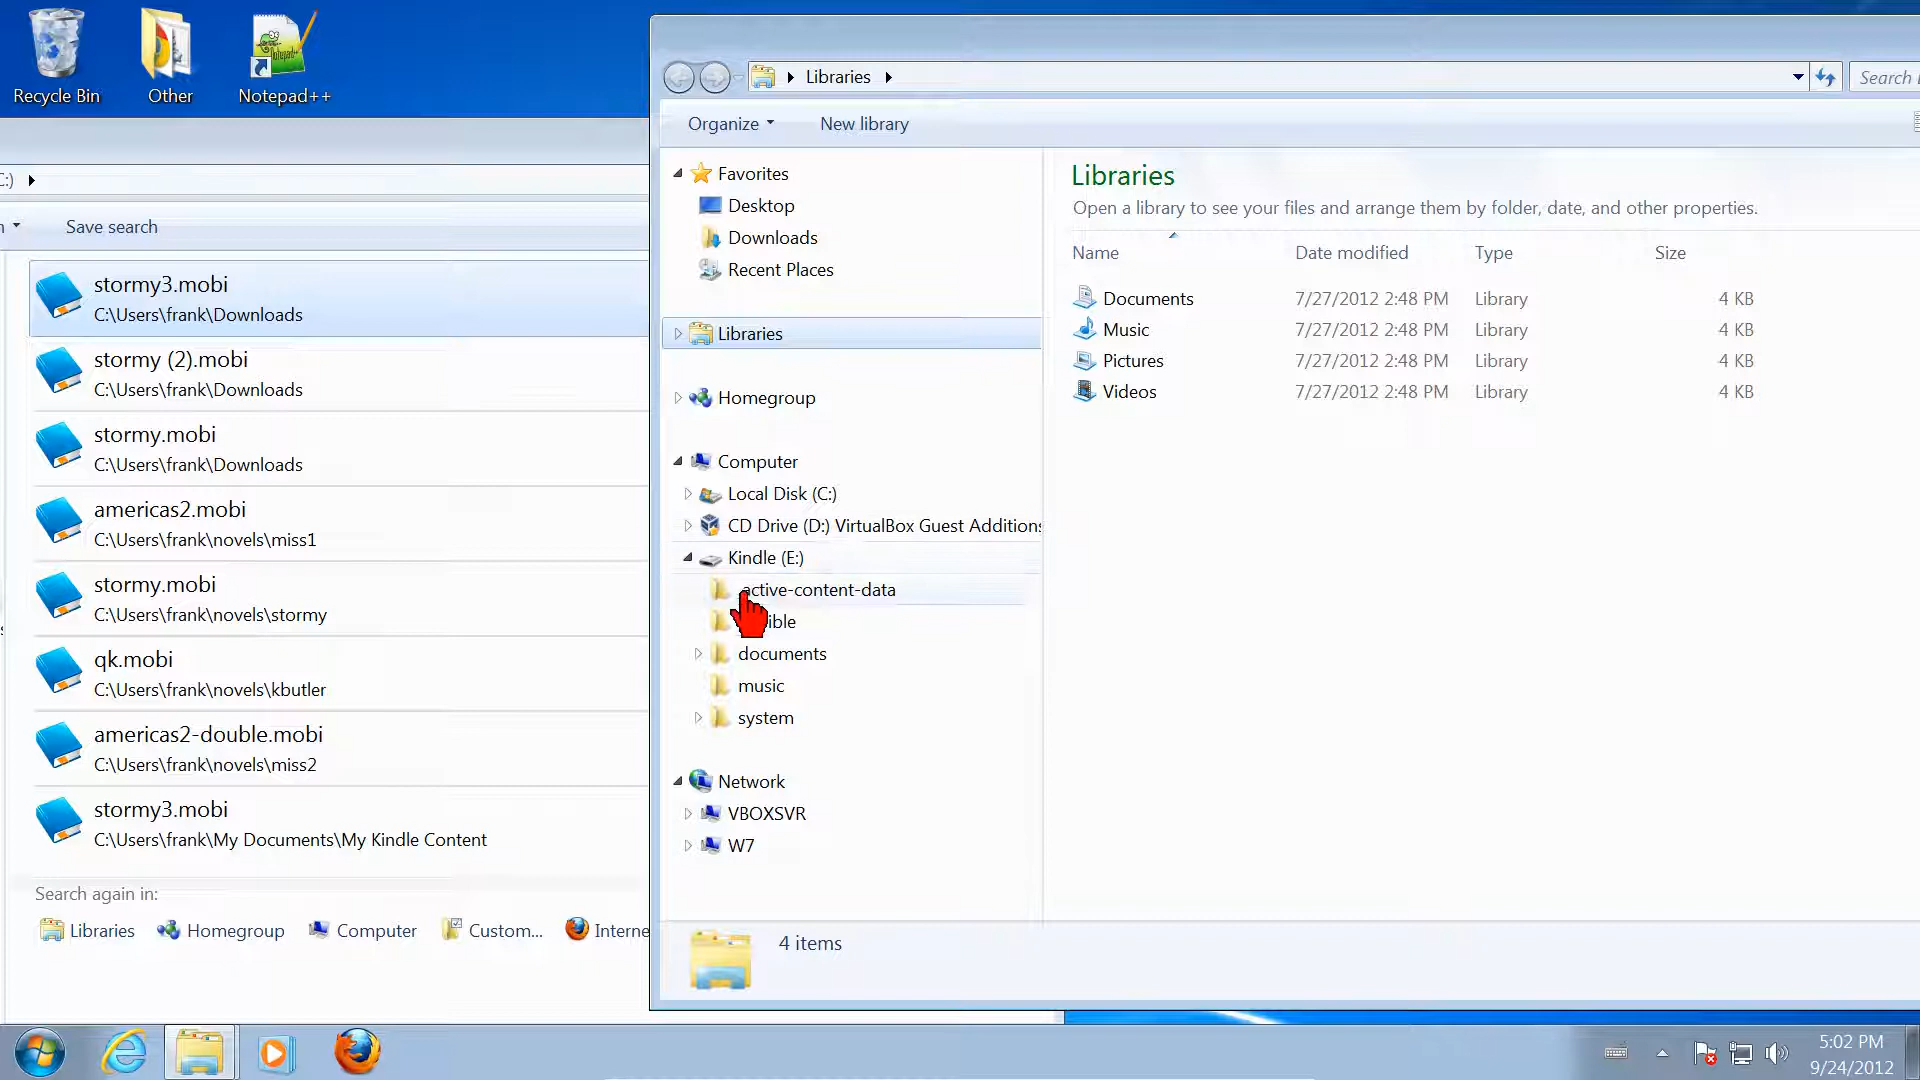 Recycle Bin
Other
Notepad++
C:)
Save search
stormy3.mobi
C:\Users\frank\Downloads
stormy (2).mobi
C:\Users\frank\Downloads
stormy.mobi
C:\Users\frank\Downloads
americas2.mobi
C:\Users\frank\novels\miss1
stormy.mobi
C:\Users\frank\novels\stormy
qk.mobi
C:\Users\frank\novels\kbutler
americas2-double.mobi
C:\Users\frank\novels\miss2
stormy3.mobi
C:\Users\frank\My Documents\My Kindle Content
Search again in:
Libraries Homegroup Computer Custom... Interne
Libraries
Search
Organize New library
Favorites
Desktop
Downloads
Recent Places
Libraries
Homegroup
Computer
Local Disk (C:)
CD Drive (D:) VirtualBox Guest Additions
Kindle (E:)
active-content-data
ible
documents
music
system
Network
VBOXSVR
W7
Libraries
Open a library to see your files and arrange them by folder, date, and other properties.
Name Date modified Type Size
Documents 7/27/2012 2:48 PM Library 4 KB
Music 7/27/2012 2:48 PM Library 4 KB
Pictures 7/27/2012 2:48 PM Library 4 KB
Videos 7/27/2012 2:48 PM Library 4 KB
4 items
5:02 PM
9/24/2012